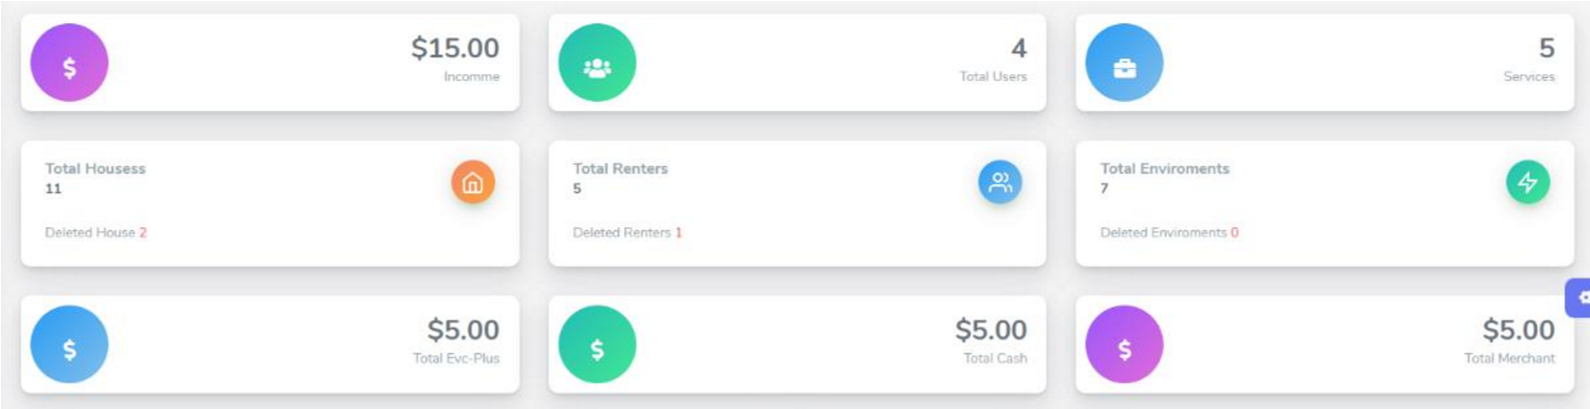 $15.00
Incomme
4
Total Users
5
Services
Total Housess
11
Deleted House 2
Total Renters
5
Deleted Renters 1
Total Enviroments
7
Deleted Enviroments 0
$5.00
Total Evc-Plus
$5.00
Total Cash
$5.00
Total Merchant